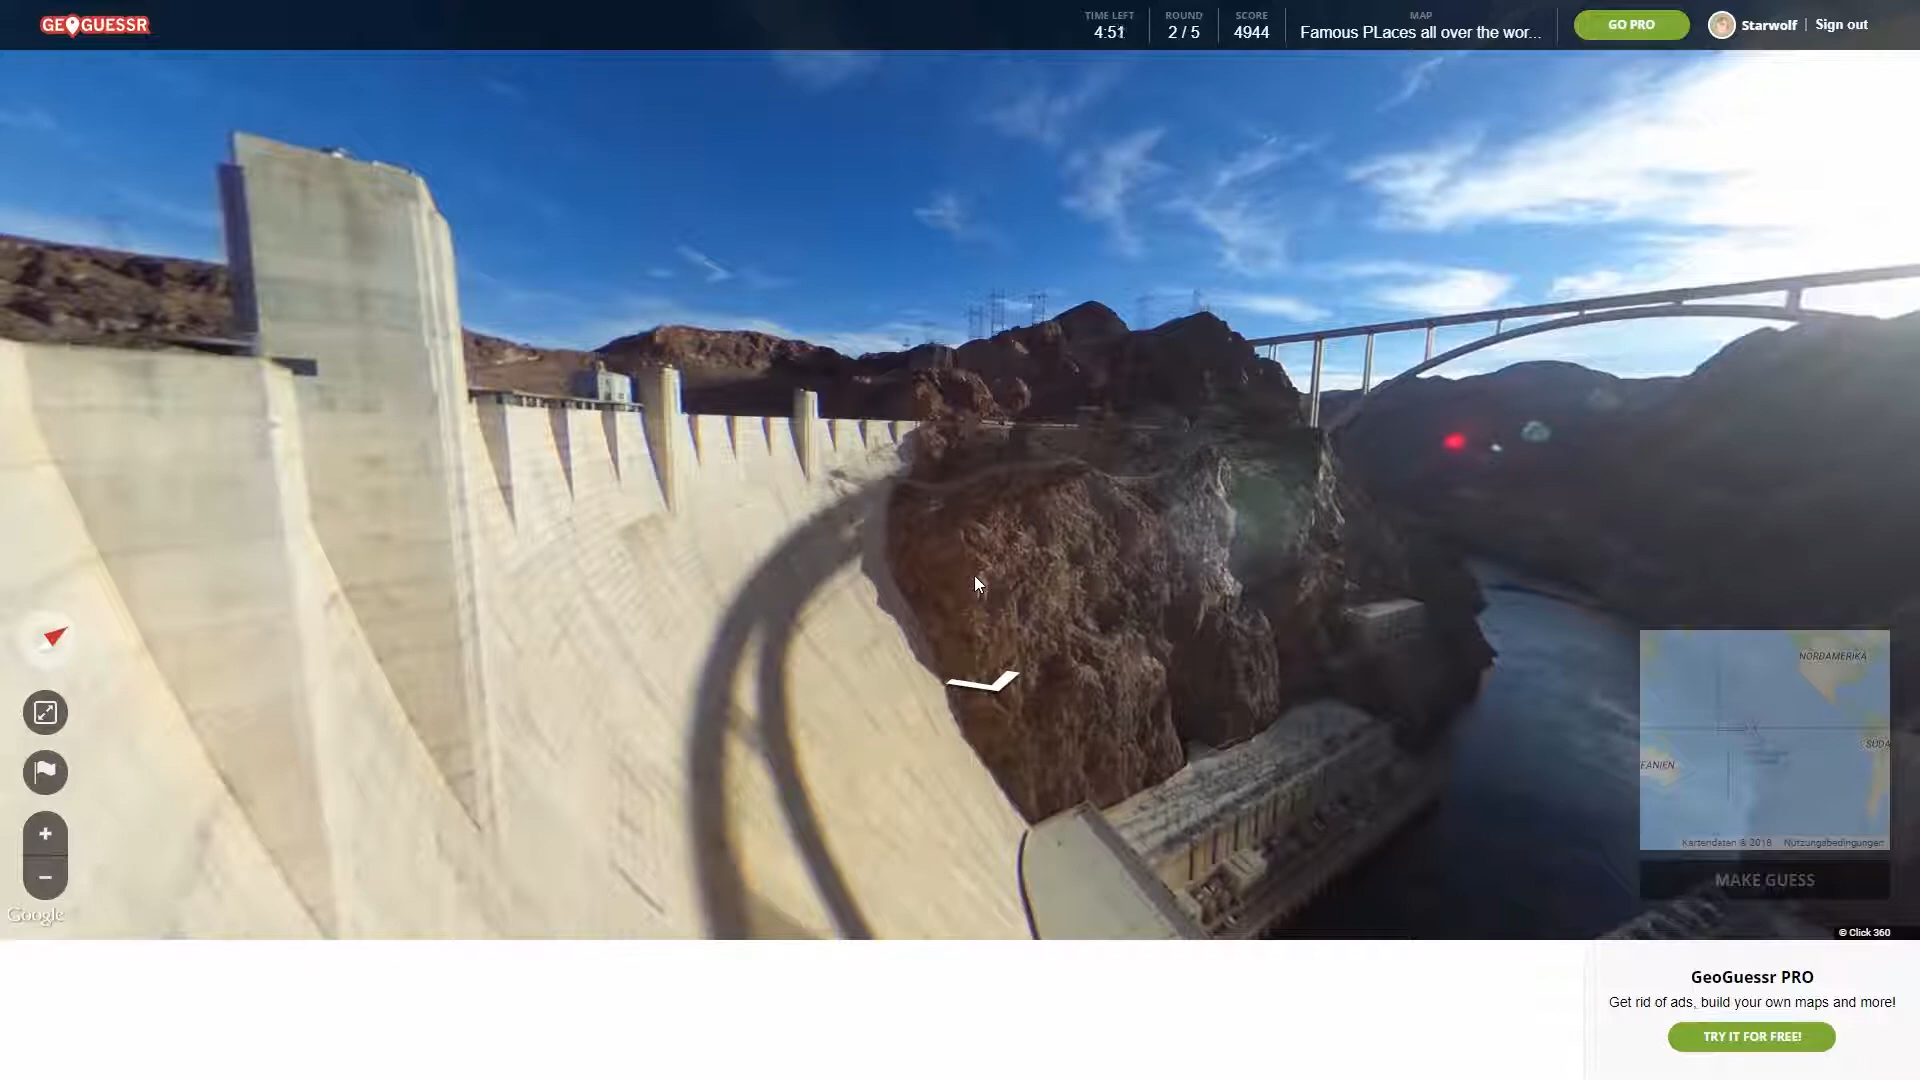 GEOGUESSR
TIME LEFT
4:51
ROUND
2 / 5
SCORE
4944
MAP
Famous PLaces all over the wor...
GO PRO
Starwolf | Sign out
NORDAMERIKA
SÜDA
EANIEN
Kartendaten © 2018 Nutzungsbedingungen
MAKE GUESS
Google
© Click 360
GeoGuessr PRO
Get rid of ads, build your own maps and more!
TRY IT FOR FREE!